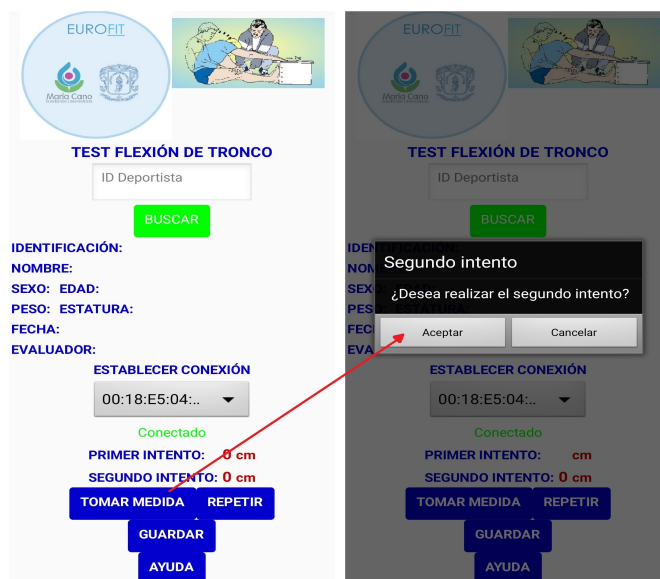 EUROFIT
María Cano
TEST FLEXIÓN DE TRONCO
ID Deportista
BUSCAR
IDENTIFICACIÓN:
NOMBRE:
SEXO: EDAD:
PESO: ESTATURA:
FECHA:
EVALUADOR:
ESTABLECER CONEXIÓN
00:18:E5:04:..
Conectado
PRIMER INTENTO: 0 cm
SEGUNDO INTENTO: 0 cm
TOMAR MEDIDA REPETIR
GUARDAR
AYUDA
EUROFIT
María Cano
TEST FLEXIÓN DE TRONCO
ID Deportista
BUSCAR
Segundo intento
¿Desea realizar el segundo intento?
Aceptar Cancelar
ESTABLECER CONEXIÓN
00:18:E5:04:..
Conectado
PRIMER INTENTO: cm
SEGUNDO INTENTO: 0 cm
TOMAR MEDIDA REPETIR
GUARDAR
AYUDA